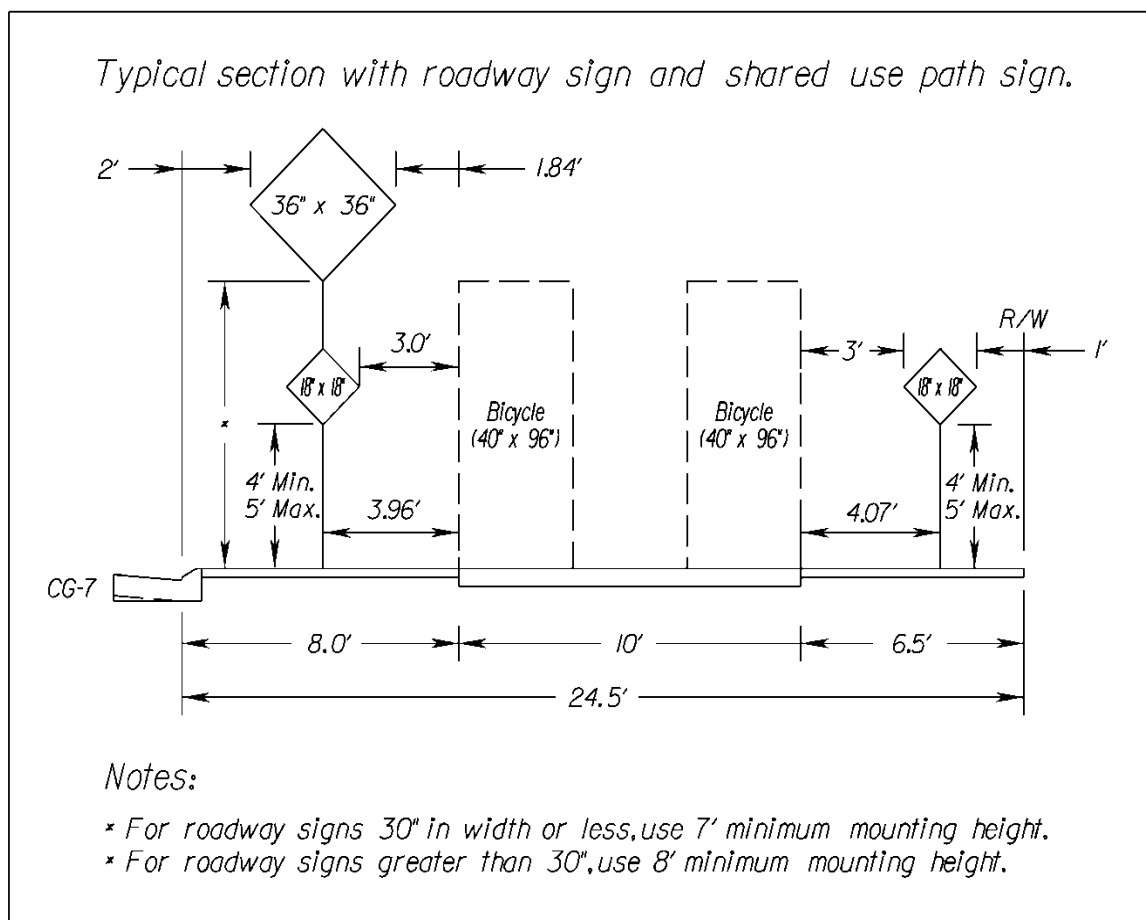 Typical section with roadway sign and shared use path sign.
2'
1.84'
36" x 36"
R/W
3.0'
3'
1'
18" x 18"
18" x 18"
Bicycle
(40" x 96")
Bicycle
(40" x 96")
*
4' Min.
5' Max.
4' Min.
5' Max.
3.96'
4.07'
CG-7
8.0'
10'
6.5'
24.5'
Notes:
* For roadway signs 30" in width or less, use 7' minimum mounting height.
* For roadway signs greater than 30", use 8' minimum mounting height.